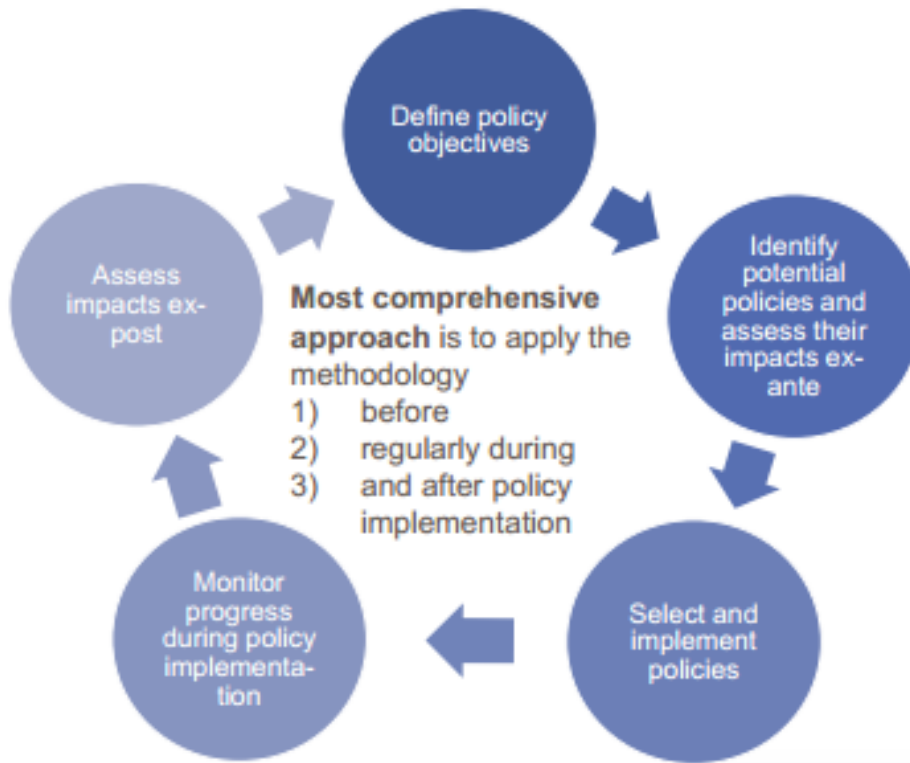 Define policy
objectives
Identify
potential
policies and
assess their
impacts ex-
ante
Select and
implement
policies
Monitor
progress
during policy
implementa-
tion
Assess
impacts ex-
post
Most comprehensive
approach is to apply the
methodology
1) before
2) regularly during
3) and after policy
implementation